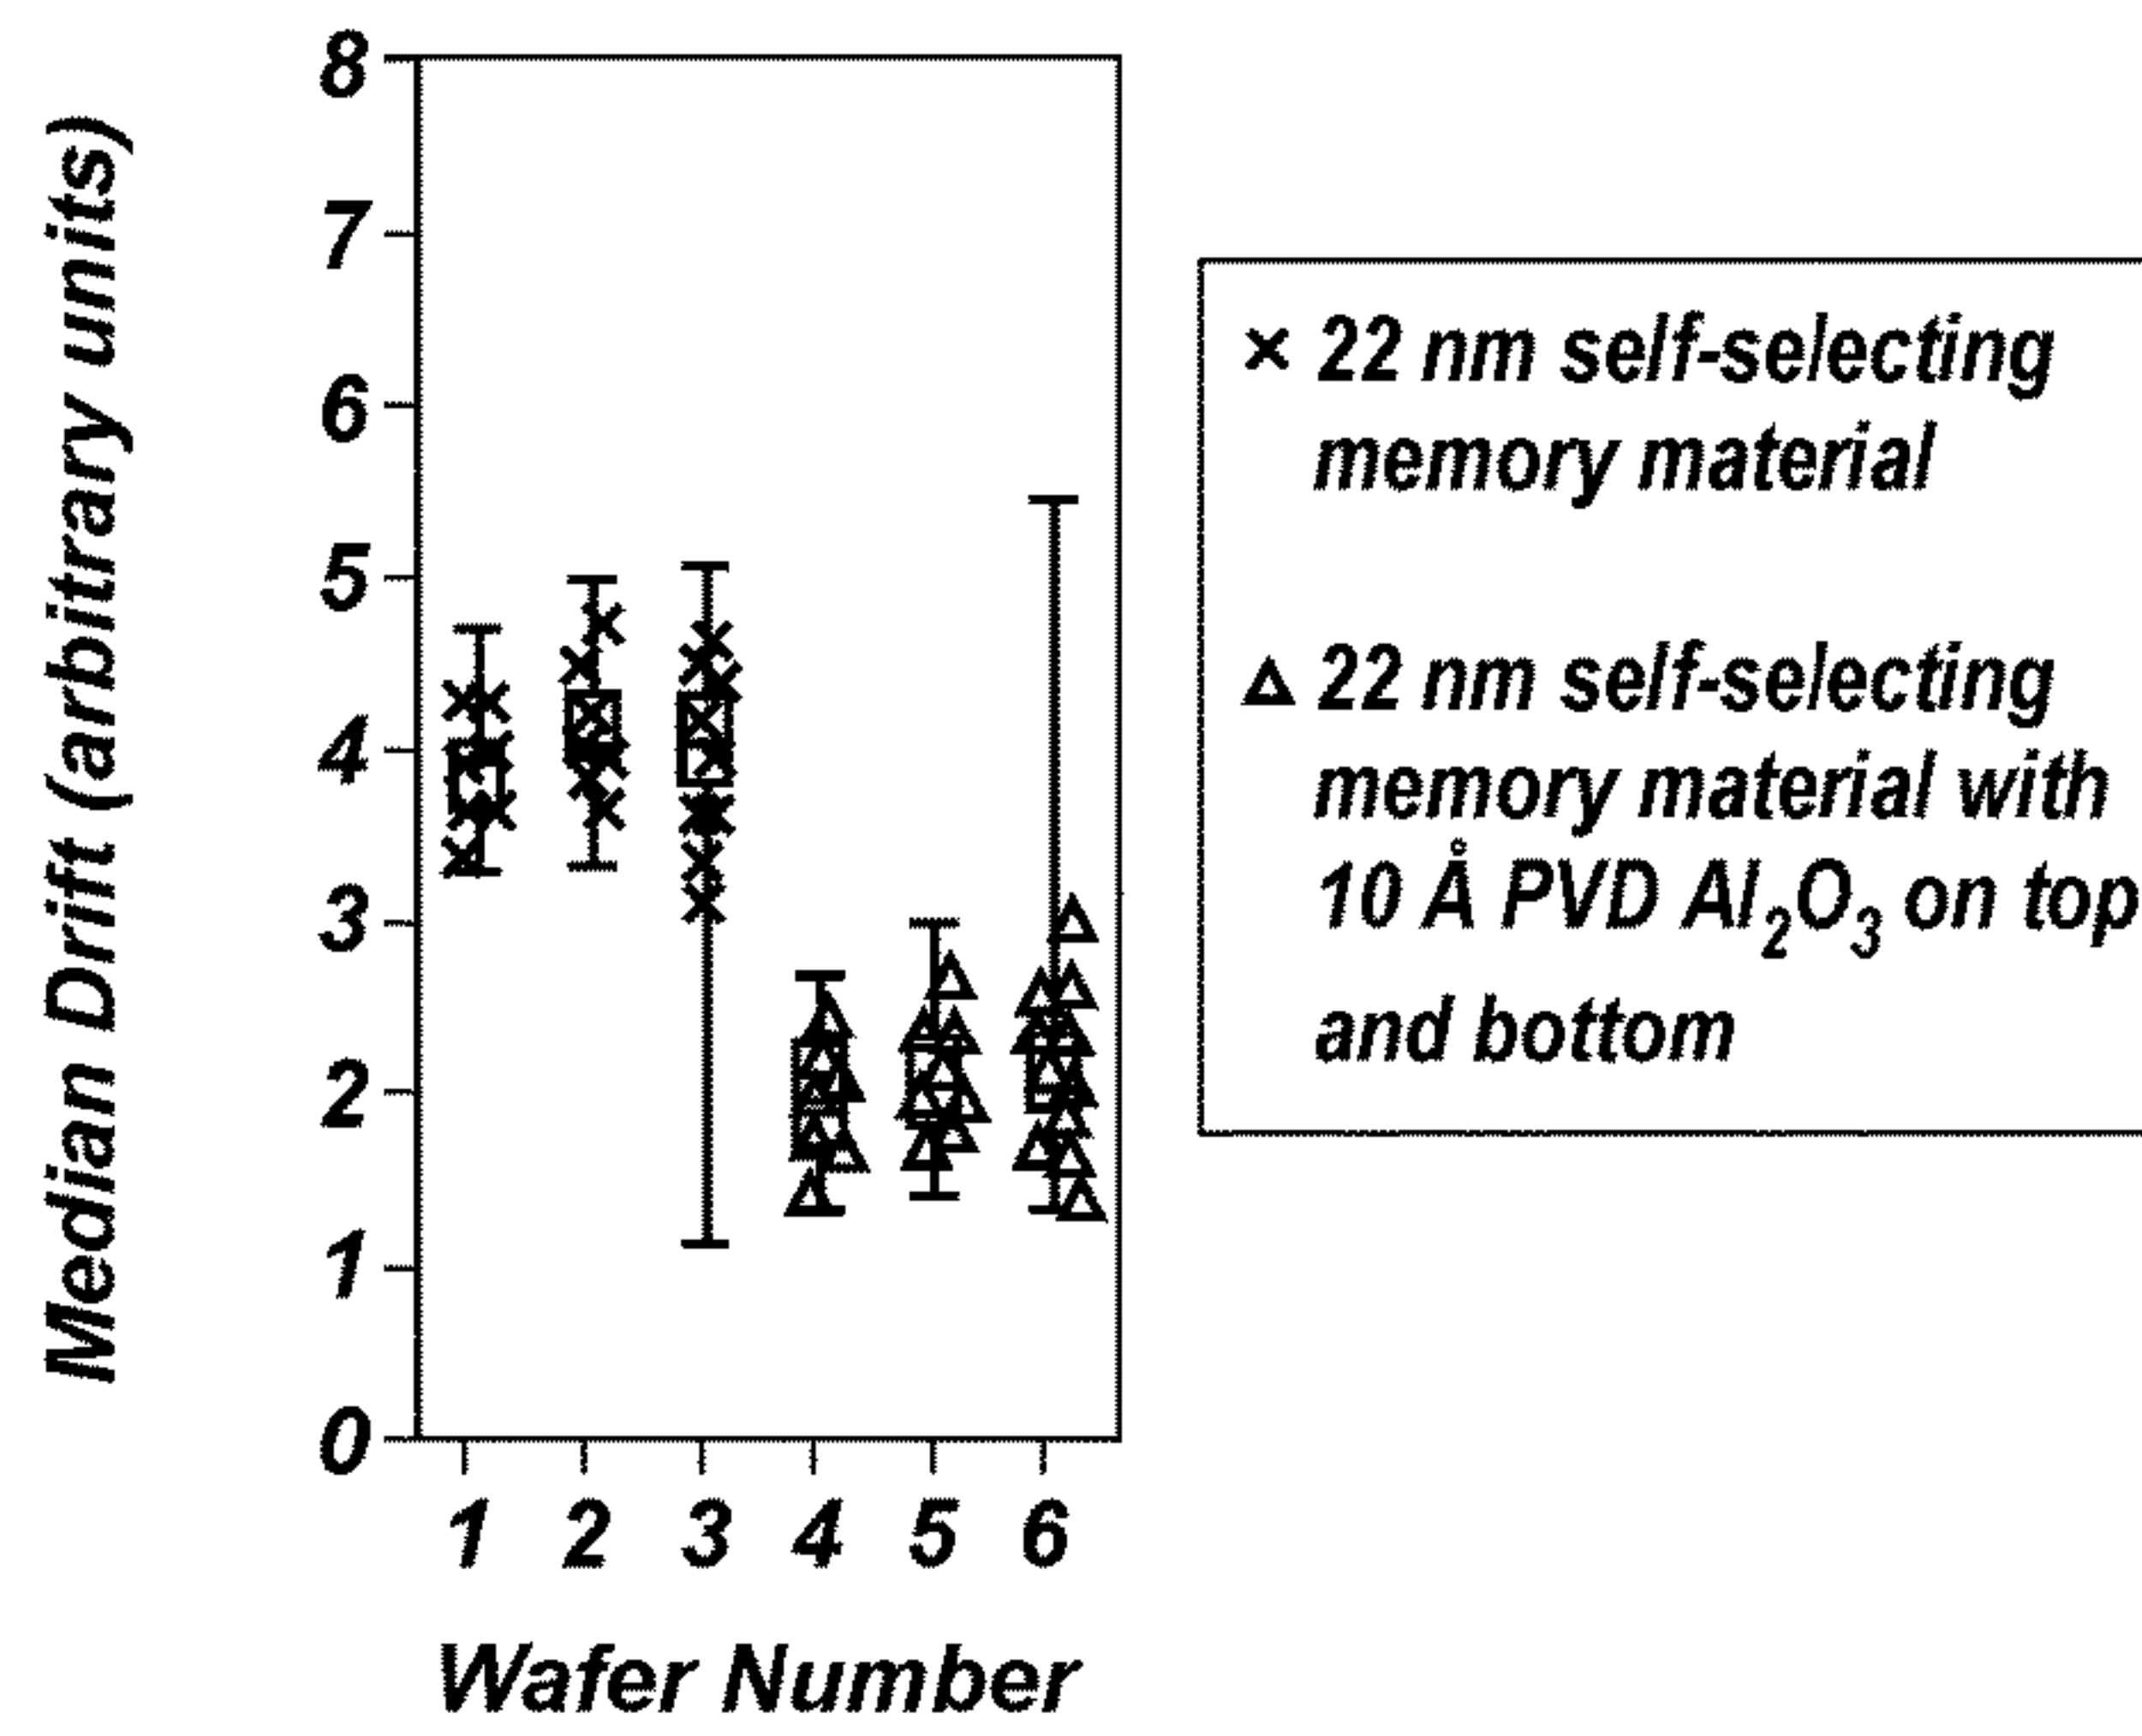 Median Drift (arbitrary units)
8
7
6
5
4
3
2
1
0
1 2 3 4 5 6
Wafer Number
× 22 nm self-selecting
memory material
△ 22 nm self-selecting
memory material with
10 Å PVD Al₂O₃ on top
and bottom